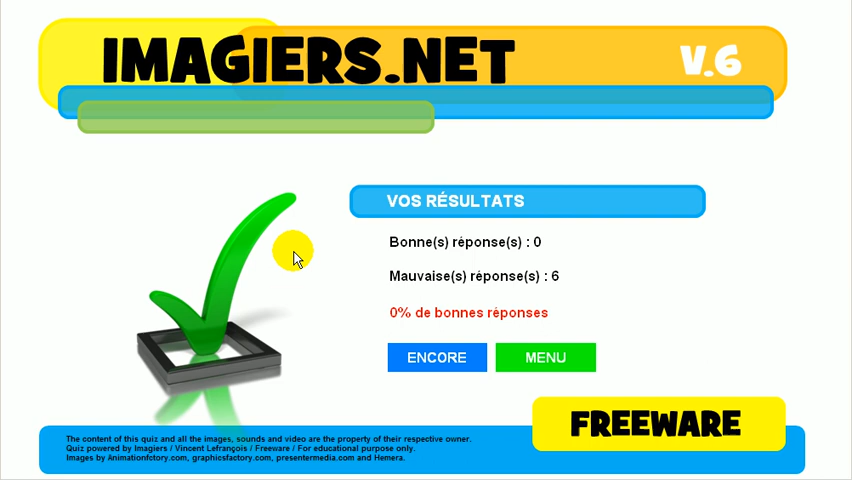 IMAGIERS.NET
V.6
VOS RÉSULTATS
Bonne(s) réponse(s) : 0
Mauvaise(s) réponse(s) : 6
0% de bonnes réponses
ENCORE
MENU
FREEWARE
The content of this quiz and all the images, sounds and video are the property of their respective owner.
Quiz powered by Imagiers / Vincent Lefrançois / Freeware / For educational purpose only.
Images by Animationfctory.com, graphicsfactory.com, presentermedia.com and Hemera.